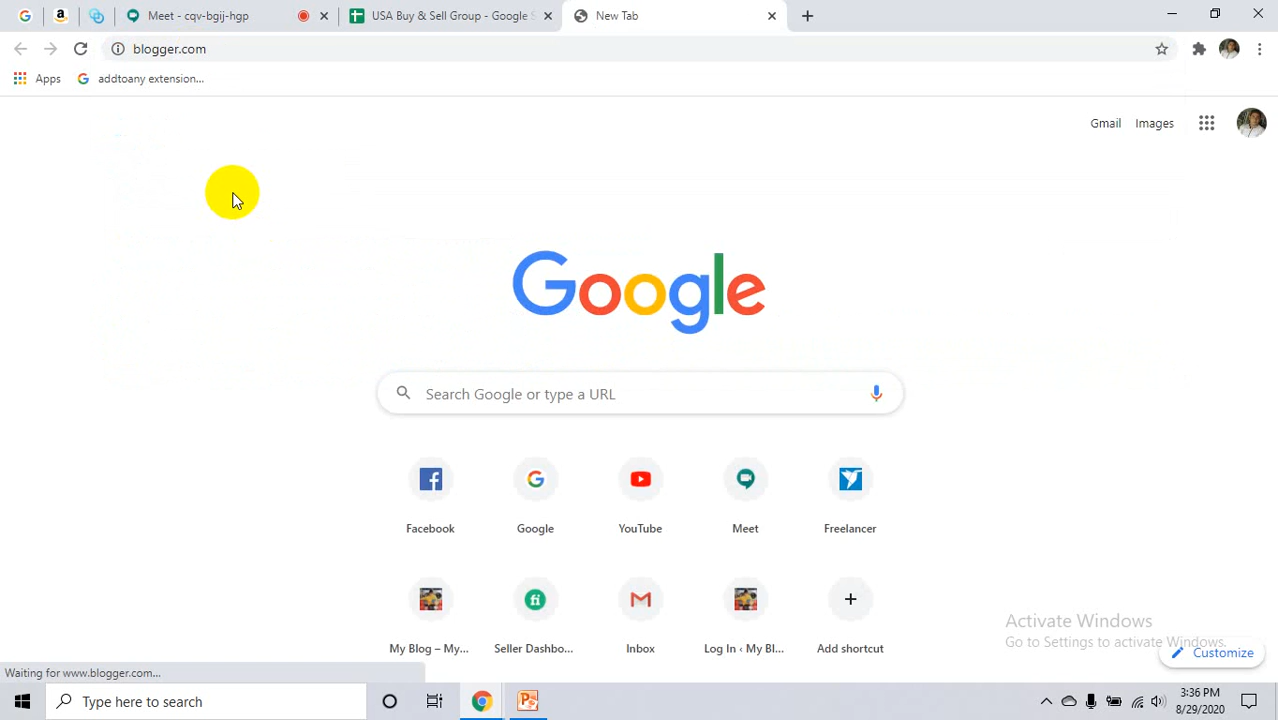 Meet - cqv-bgij-hgp
USA Buy & Sell Group - Google S
New Tab
blogger.com
Apps
addtoany extension...
Gmail
Images
Google
Search Google or type a URL
Facebook
Google
YouTube
Meet
Freelancer
My Blog – My...
Seller Dashbo...
Inbox
Log In ‹ My Bl...
Add shortcut
Activate Windows
Go to Settings to activate Windows.
Customize
Waiting for www.blogger.com...
Type here to search
3:36 PM
8/29/2020